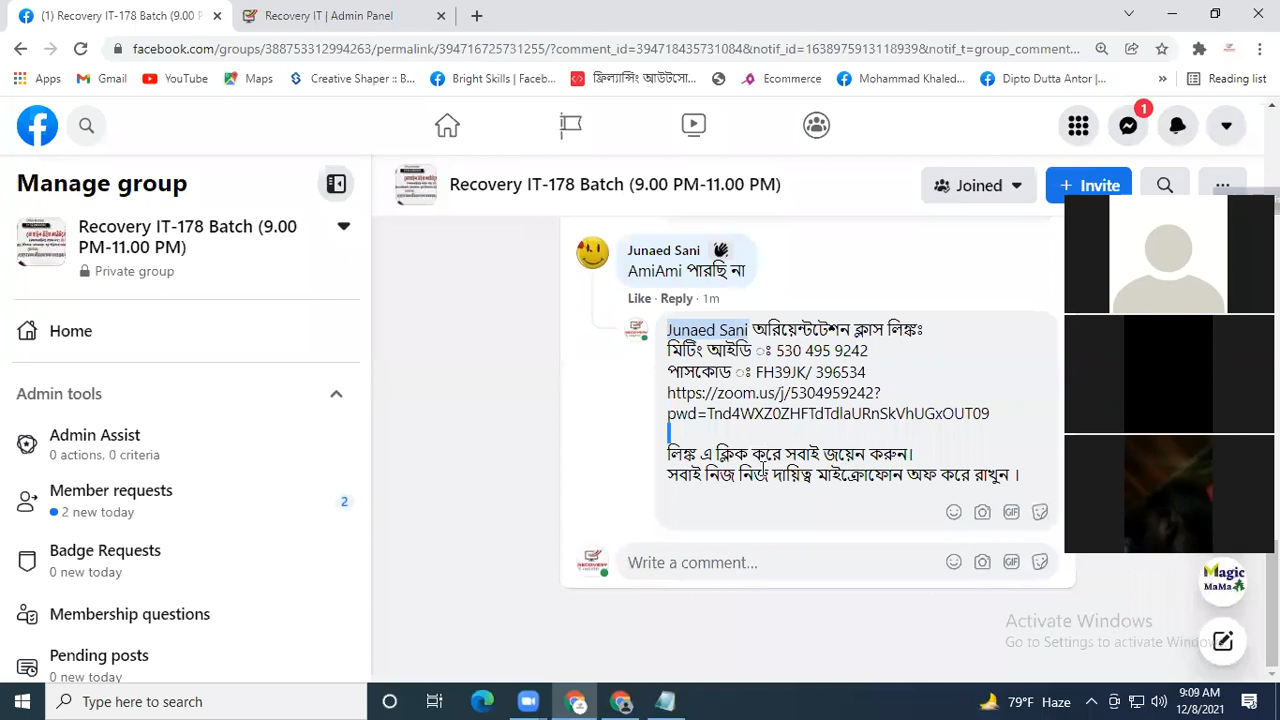 (1) Recovery IT-178 Batch (9.00 P
Recovery IT | Admin Panel
facebook.com/groups/388753312994263/permalink/394716725731255/?comment_id=394718435731084&notif_id=1638975913118939&notif_t=group_comment...
Apps
Gmail
YouTube
Maps
Creative Shaper :: B...
Bright Skills | Faceb...
ফ্রিল্যান্সিং আউটসো...
Ecommerce
Mohammad Khaled...
Dipto Dutta Antor |...
»
Reading list
1
Manage group
Recovery IT-178 Batch (9.00
PM-11.00 PM)
Private group
Home
Admin tools
Admin Assist
0 actions, 0 criteria
Member requests
2 new today
2
Badge Requests
0 new today
Membership questions
Pending posts
0 new today
Recovery IT-178 Batch (9.00 PM-11.00 PM)
Joined
+ Invite
Junaed Sani
AmiAmi পারছি না
Like · Reply · 1m
Junaed Sani অরিয়েন্টটেশন ক্লাস লিঙ্কঃ
মিটিং আইডি ঃ 530 495 9242
পাসকোড ঃ FH39JK/ 396534
https://zoom.us/j/5304959242?
pwd=Tnd4WXZ0ZHFTdTdlaURnSkVhUGxOUT09
লিঙ্ক এ ক্লিক করে সবাই জয়েন করুন।
সবাই নিজ নিজ দায়িত্ব মাইক্রোফোন অফ করে রাখুন ।
GIF
Write a comment...
GIF
Magic
MaMa
Activate Windows
Go to Settings to activate Windows
Type here to search
79°F Haze
9:09 AM
12/8/2021